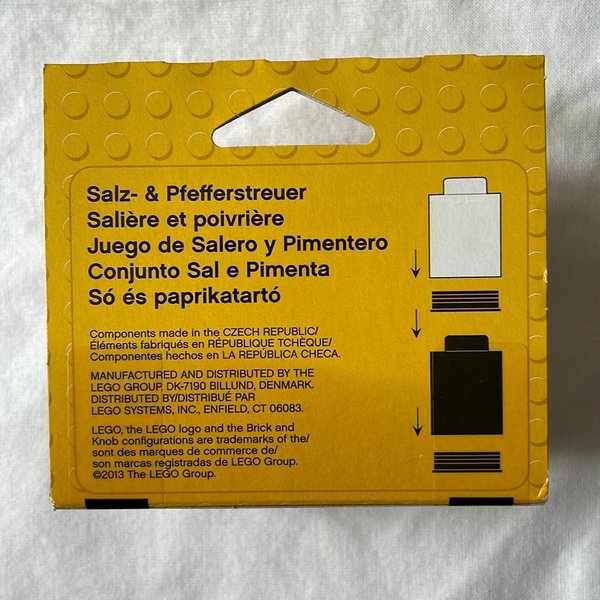 Salz- & Pfefferstreuer
Salière et poivrière
Juego de Salero y Pimentero
Conjunto Sal e Pimenta
Só és paprikatartó
Components made in the CZECH REPUBLIC/
Éléments fabriqués en RÉPUBLIQUE TCHÈQUE/
Componentes hechos en LA REPÚBLICA CHECA.
MANUFACTURED AND DISTRIBUTED BY THE
LEGO GROUP, DK-7190 BILLUND, DENMARK.
DISTRIBUTED BY/DISTRIBUÉ PAR
LEGO SYSTEMS, INC., ENFIELD, CT 06083.
LEGO, the LEGO logo and the Brick and
Knob configurations are trademarks of the/
sont des marques de commerce de/
son marcas registradas de LEGO Group.
©2013 The LEGO Group.